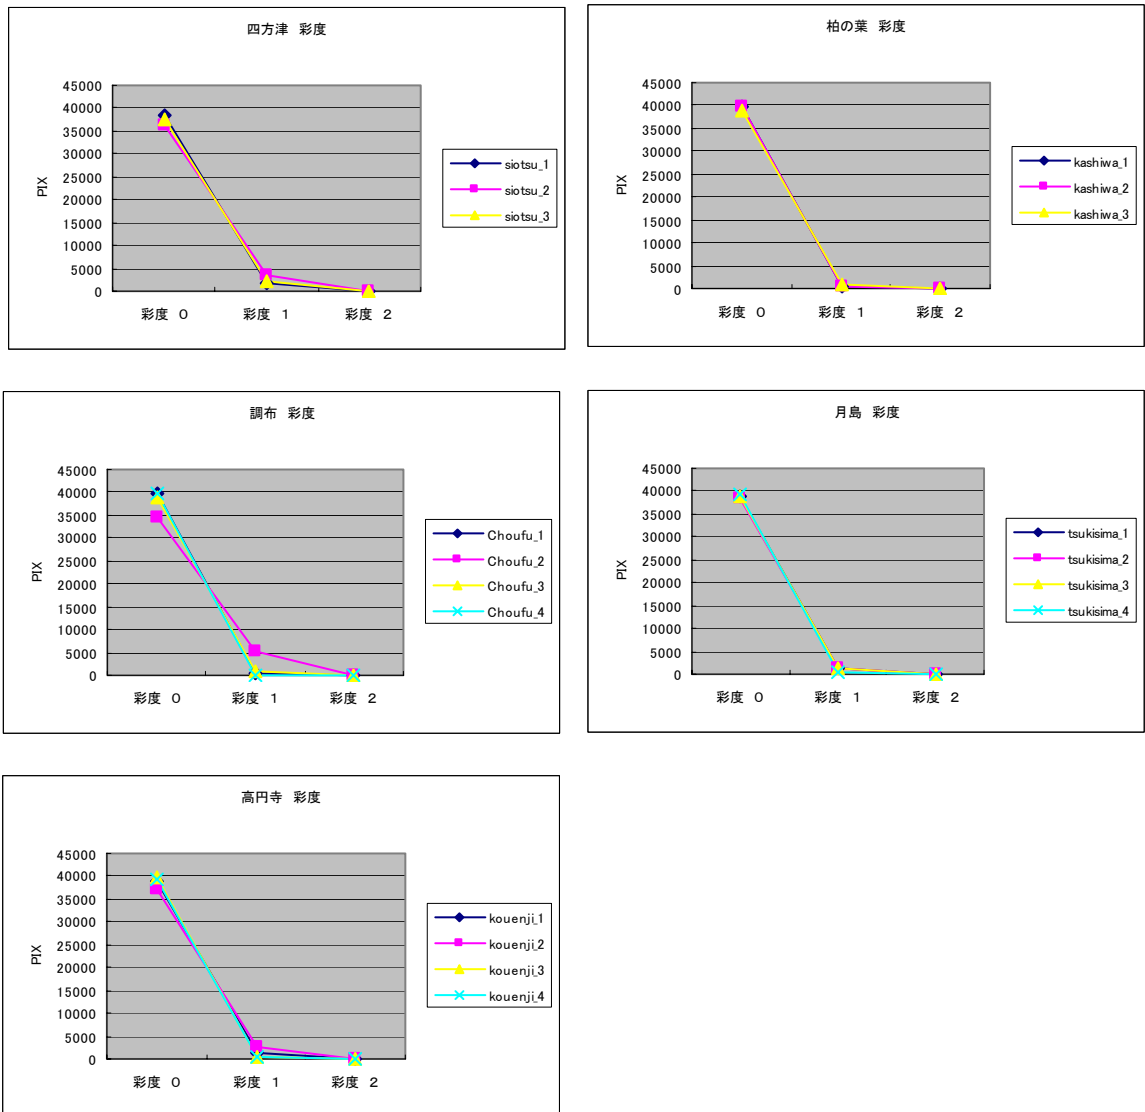 四方津 彩度
45000
40000
35000
30000
25000
20000
15000
10000
5000
0
PIX
彩度 0 彩度 1 彩度 2
siotsu_1
siotsu_2
siotsu_3
柏の葉 彩度
45000
40000
35000
30000
25000
20000
15000
10000
5000
0
PIX
彩度 0 彩度 1 彩度 2
kashiwa_1
kashiwa_2
kashiwa_3
調布 彩度
45000
40000
35000
30000
25000
20000
15000
10000
5000
0
PIX
彩度 0 彩度 1 彩度 2
Choufu_1
Choufu_2
Choufu_3
Choufu_4
月島 彩度
45000
40000
35000
30000
25000
20000
15000
10000
5000
0
PIX
彩度 0 彩度 1 彩度 2
tsukisima_1
tsukisima_2
tsukisima_3
tsukisima_4
高円寺 彩度
45000
40000
35000
30000
25000
20000
15000
10000
5000
0
PIX
彩度 0 彩度 1 彩度 2
kouenji_1
kouenji_2
kouenji_3
kouenji_4